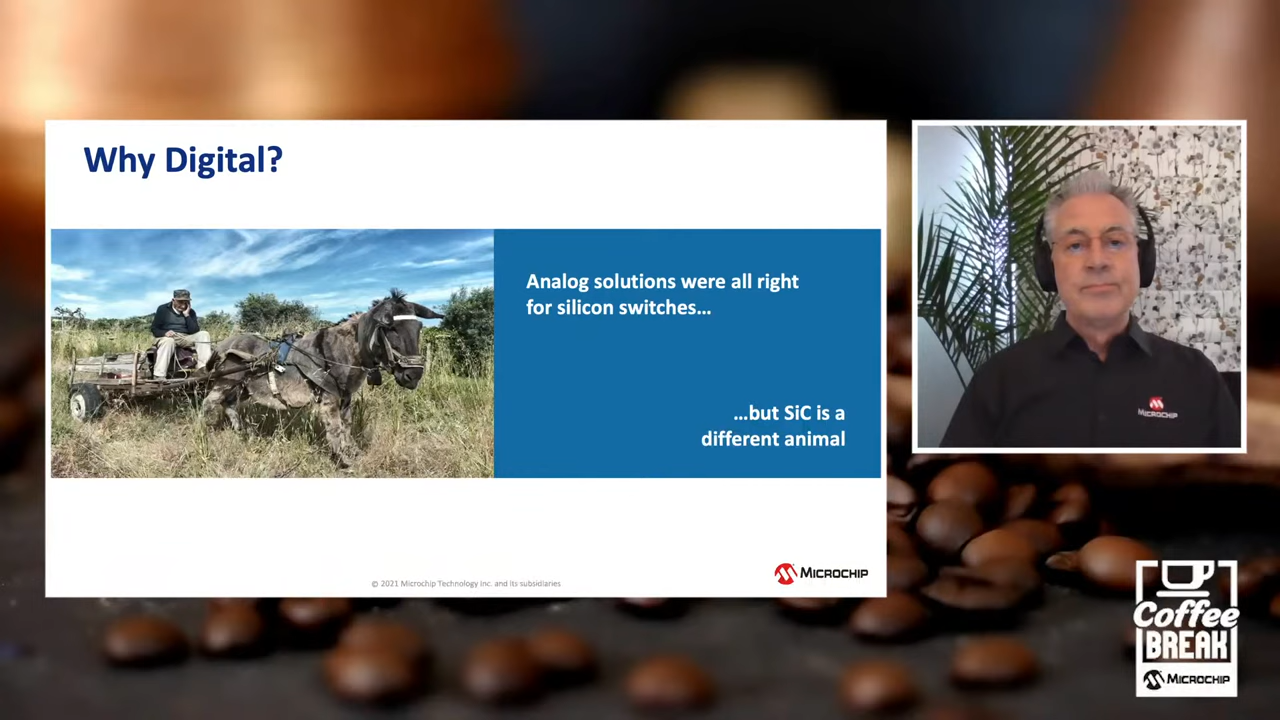 Why Digital?
Analog solutions were all right
for silicon switches...
...but SiC is a
different animal
© 2021 Microchip Technology Inc. and its subsidiaries
MICROCHIP
MICROCHIP
Coffee
BREAK
MICROCHIP